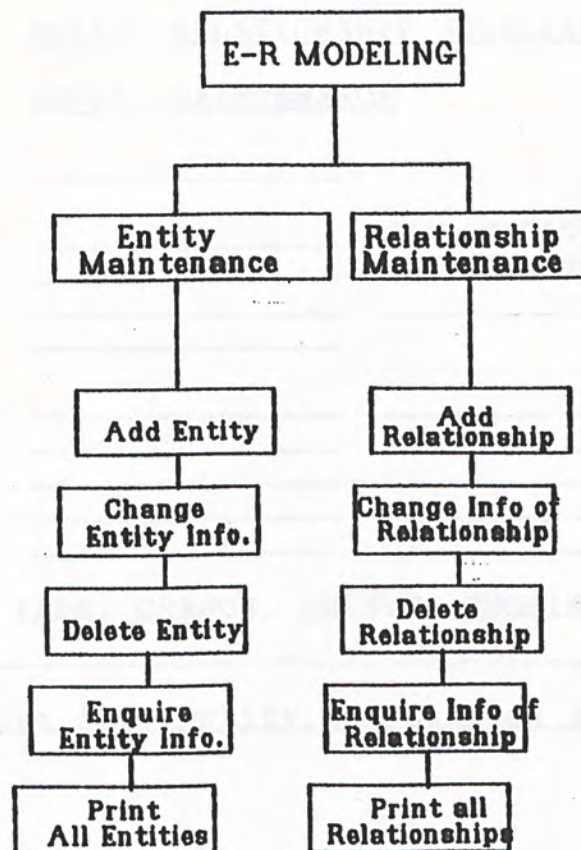 E-R MODELING
Entity
Maintenance
Relationship
Maintenance
Add Entity
Add
Relationship
Change
Entity Info.
Change Info of
Relationship
Delete Entity
Delete
Relationship
Enquire
Entity Info.
Enquire Info of
Relationship
Print
All Entities
Print all
Relationships